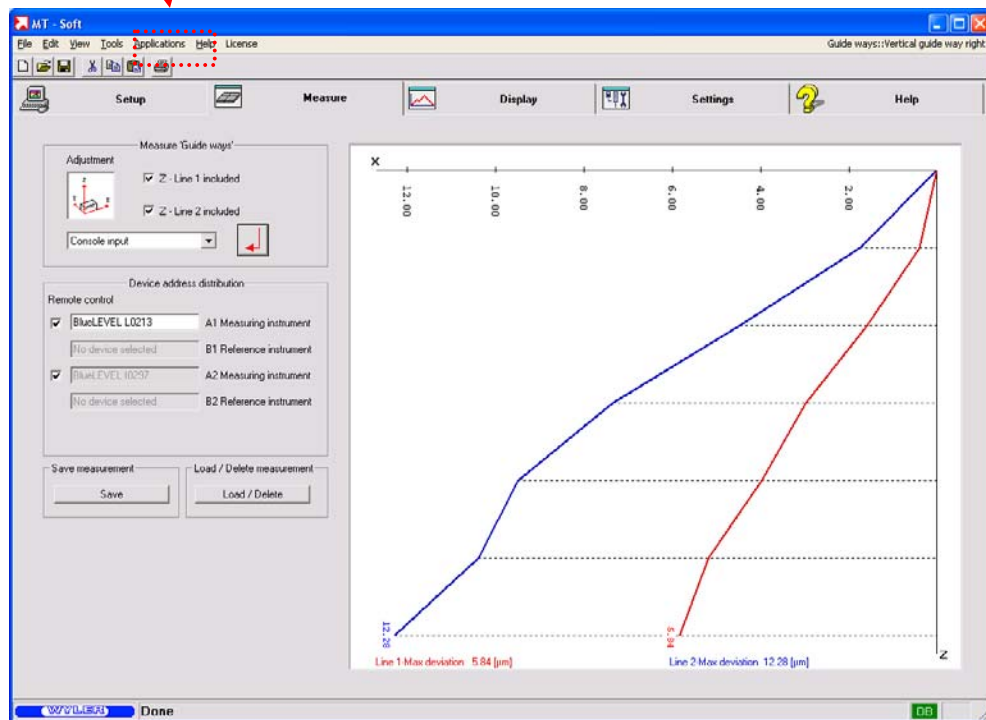 MT - Soft
File Edit View Tools Applications Help License
Guide ways::Vertical guide way right
Setup Measure Display Settings Help
Measure 'Guide ways'
Adjustment
Z - Line 1 included
Z - Line 2 included
Console input
Device address distribution
Remote control
BlueLEVEL L0213 A1 Measuring instrument
No device selected B1 Reference instrument
BlueLEVEL I0297 A2 Measuring instrument
No device selected B2 Reference instrument
Save measurement
Save
Load / Delete measurement
Load / Delete
X
12.00 10.00 8.00 6.00 4.00 2.00
12.28
5.84
Z
Line 1-Max deviation 5.84 [µm] Line 2-Max deviation 12.28 [µm]
WYLER Done